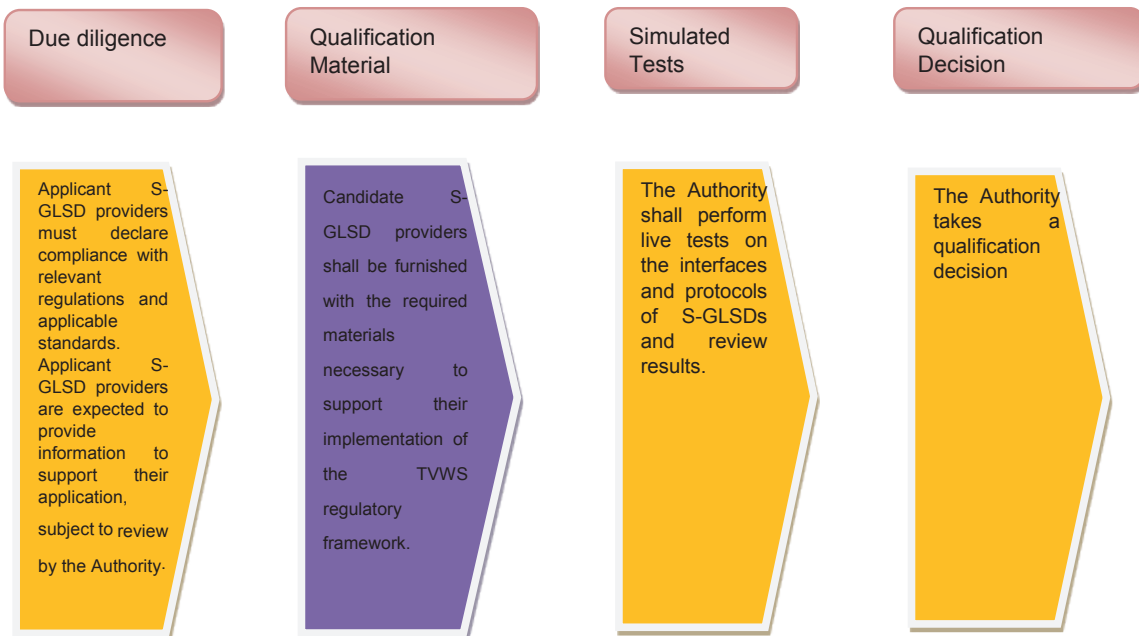 Due diligence
Qualification
Material
Simulated
Tests
Qualification
Decision
Applicant S-
GLSD providers
must declare
compliance with
relevant
regulations and
applicable
standards.
Applicant S-
GLSD providers
are expected to
provide
information to
support their
application,
subject to review
by the Authority.
Candidate S-
GLSD providers
shall be furnished
with the required
materials
necessary to
support their
implementation of
the TVWS
regulatory
framework.
The Authority
shall perform
live tests on
the interfaces
and protocols
of S-GLSDs
and review
results.
The Authority
takes a
qualification
decision